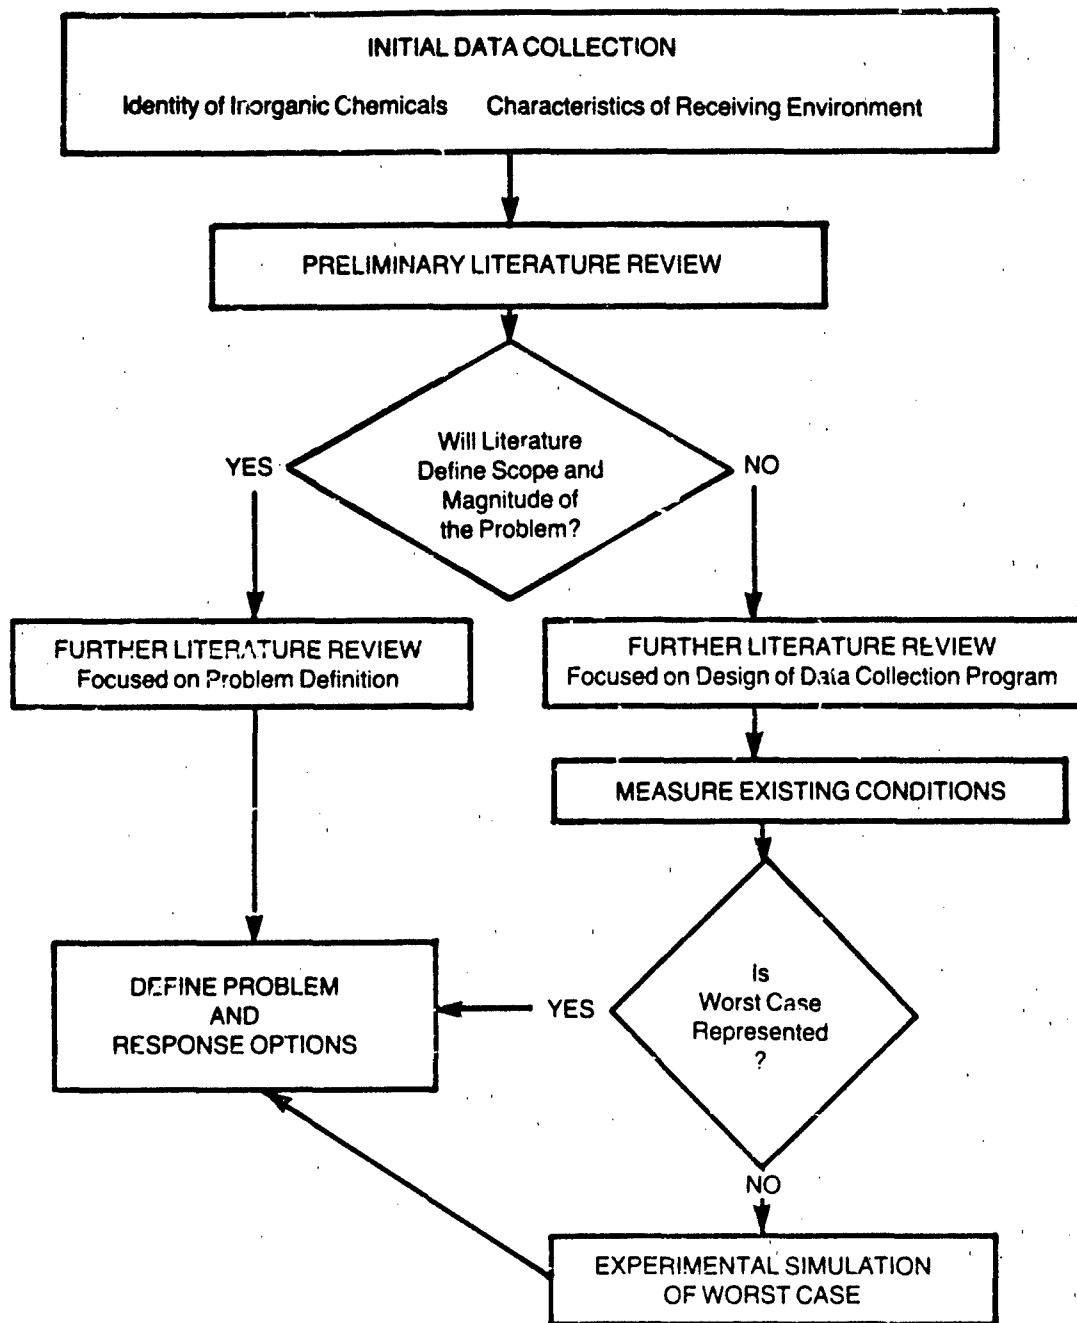 INITIAL DATA COLLECTION
Identity of Inorganic Chemicals Characteristics of Receiving Environment
PRELIMINARY LITERATURE REVIEW
Will Literature
Define Scope and
Magnitude of
the Problem?
YES
NO
FURTHER LITERATURE REVIEW
Focused on Problem Definition
FURTHER LITERATURE REVIEW
Focused on Design of Data Collection Program
MEASURE EXISTING CONDITIONS
Is
Worst Case
Represented
?
YES
DEFINE PROBLEM
AND
RESPONSE OPTIONS
NO
EXPERIMENTAL SIMULATION
OF WORST CASE